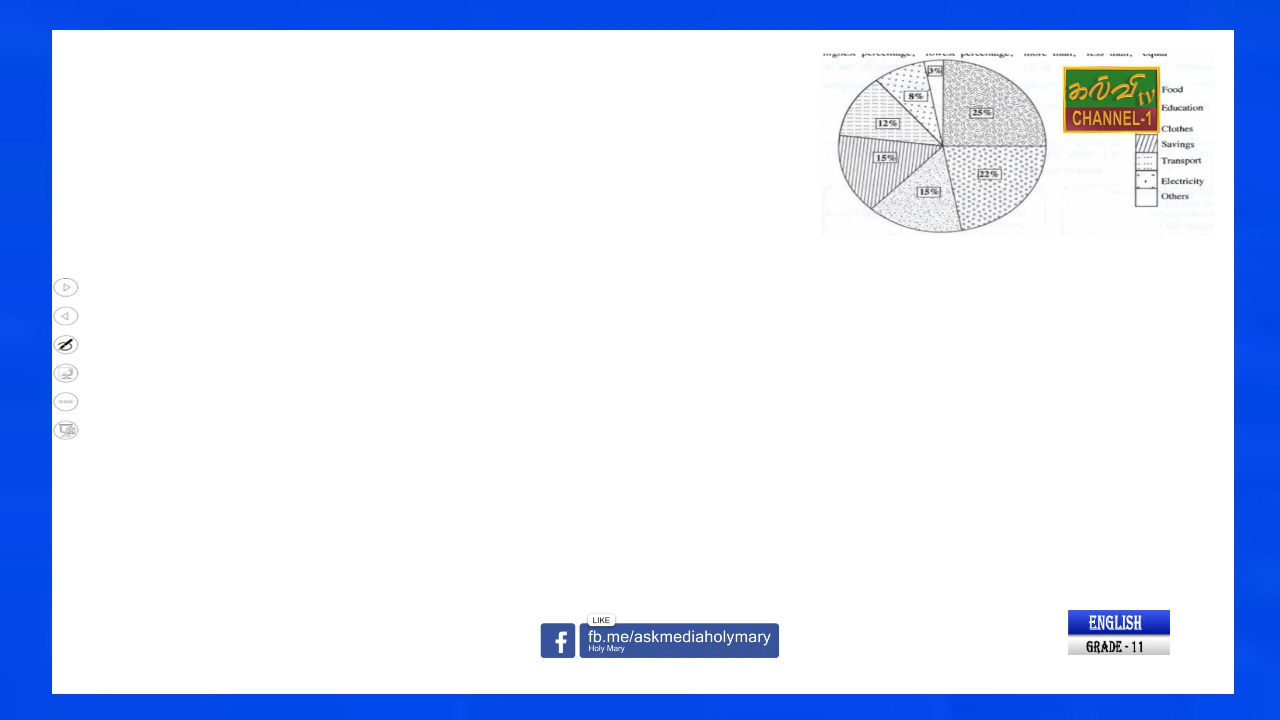 highest percentage, lowest percentage, more than, less than, equal
3%
8%
25%
12%
15%
22%
15%
கல்வி tv
CHANNEL-1
Food
Education
Clothes
Savings
Transport
Electricity
Others
LIKE
fb.me/askmediaholymary
Holy Mary
ENGLISH
GRADE - 11